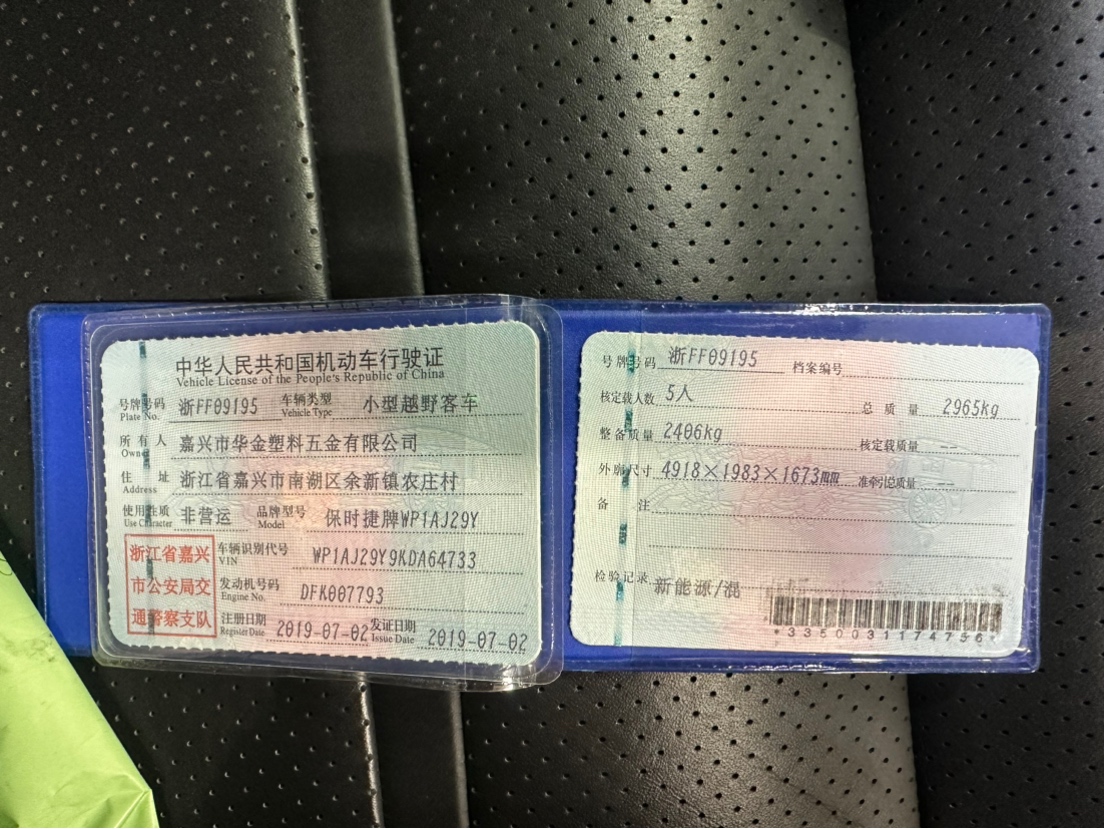 中华人民共和国机动车行驶证
Vehicle License of the People's Republic of China
号牌号码 浙FF09195 车辆类型 小型越野客车
Plate No. Vehicle Type
所有人 嘉兴市华金塑料五金有限公司
Owner
住址 浙江省嘉兴市南湖区余新镇农庄村
Address
使用性质 非营运 品牌型号 保时捷牌WP1AJ29Y
Use Character Model
浙江省嘉兴
市公安局交
通警察支队
车辆识别代号 WP1AJ29Y9KDA64733
VIN
发动机号码 DFK007793
Engine No.
注册日期 2019-07-02 发证日期 2019-07-02
Register Date Issue Date
号牌号码 浙FF09195 档案编号
核定载人数 5人 总质量 2965kg
整备质量 2406kg 核定载质量 --
外廓尺寸 4918×1983×1673mm 准牵引总质量 --
备注
检验记录 新能源/混
*3350031174756*